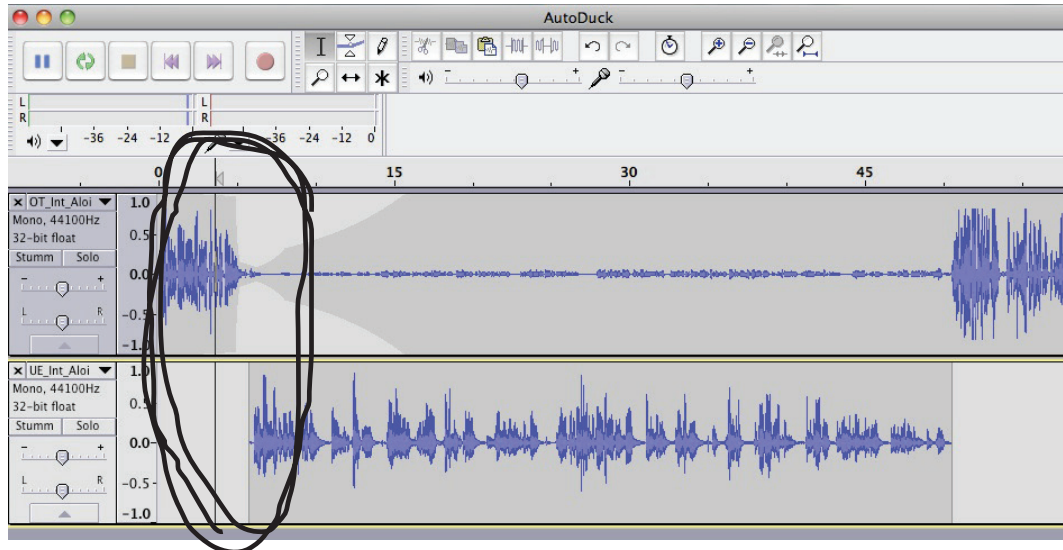 AutoDuck
L
R
-36 -24 -12
L
R
-36 -24 -12 0
0 15 30 45
OT_Int_Aloi
Mono, 44100Hz
32-bit float
Stumm Solo
- +
L R
1.0
0.5
0.0
-0.5
-1.0
UE_Int_Aloi
Mono, 44100Hz
32-bit float
Stumm Solo
- +
L R
1.0
0.0
-0.5
-1.0